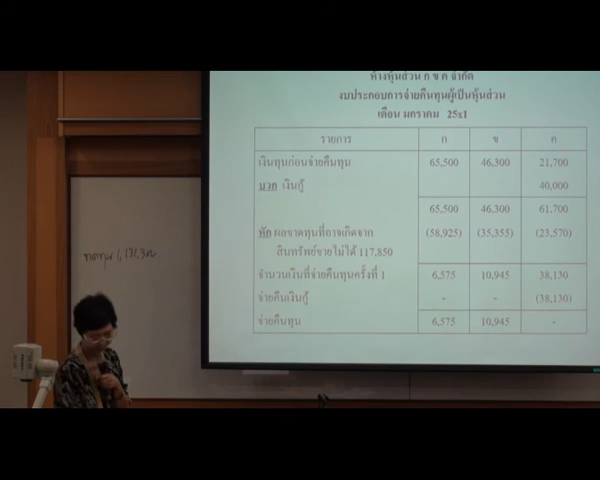 ห้างหุ้นส่วน ก ข ค จำกัด
งบประกอบการจ่ายคืนทุนผู้เป็นหุ้นส่วน
เดือน มกราคม 25x1
รายการ ก ข ค
เงินทุนก่อนจ่ายคืนทุน 65,500 46,300 21,700
บวก เงินกู้ 40,000
65,500 46,300 61,700
หัก ผลขาดทุนที่อาจเกิดจาก (58,925) (35,355) (23,570)
สินทรัพย์ขายไม่ได้ 117,850
จำนวนเงินที่จ่ายคืนทุนครั้งที่ 1 6,575 10,945 38,130
จ่ายคืนเงินกู้ - - (38,130)
จ่ายคืนทุน 6,575 10,945 -